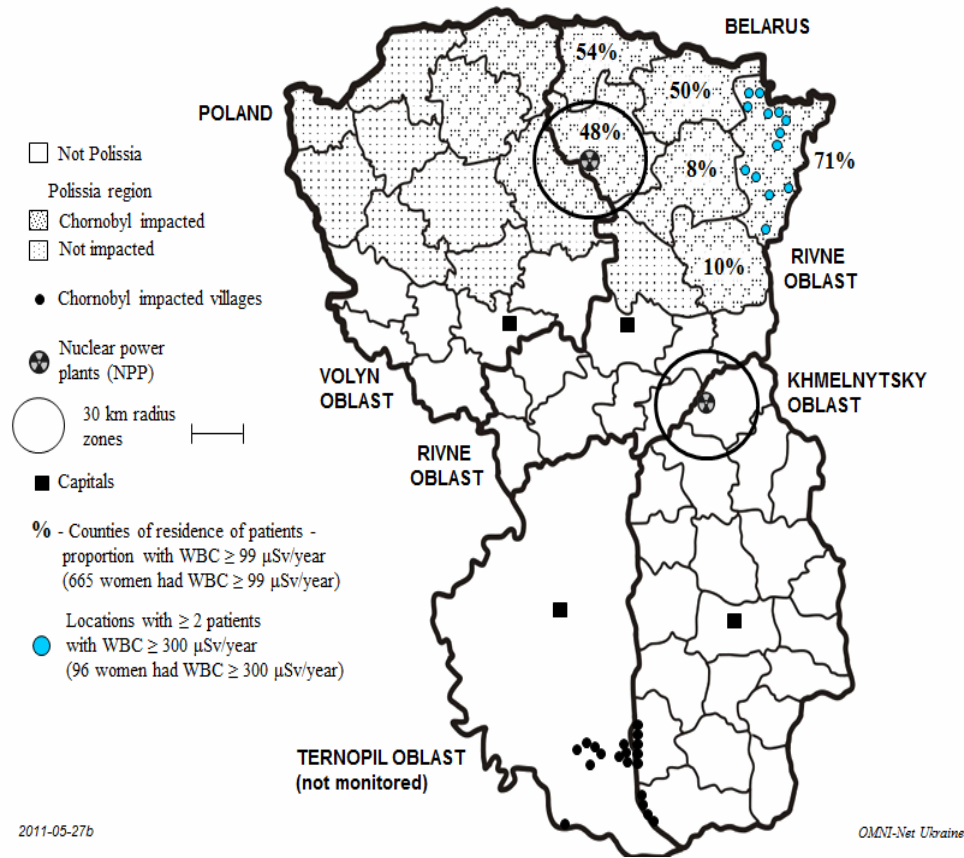 BELARUS
54%
50%
POLAND
48%
71%
8%
Not Polissia
Polissia region
Chornobyl impacted
Not impacted
RIVNE
OBLAST
10%
Chornobyl impacted villages
Nuclear power
plants (NPP)
VOLYN
OBLAST
KHMELNYTSKY
OBLAST
30 km radius
zones
RIVNE
OBLAST
Capitals
% - Counties of residence of patients -
proportion with WBC ≥ 99 μSv/year
(665 women had WBC ≥ 99 μSv/year)
Locations with ≥ 2 patients
with WBC ≥ 300 μSv/year
(96 women had WBC ≥ 300 μSv/year)
TERNOPIL OBLAST
(not monitored)
2011-05-27b
OMNI-Net Ukraine